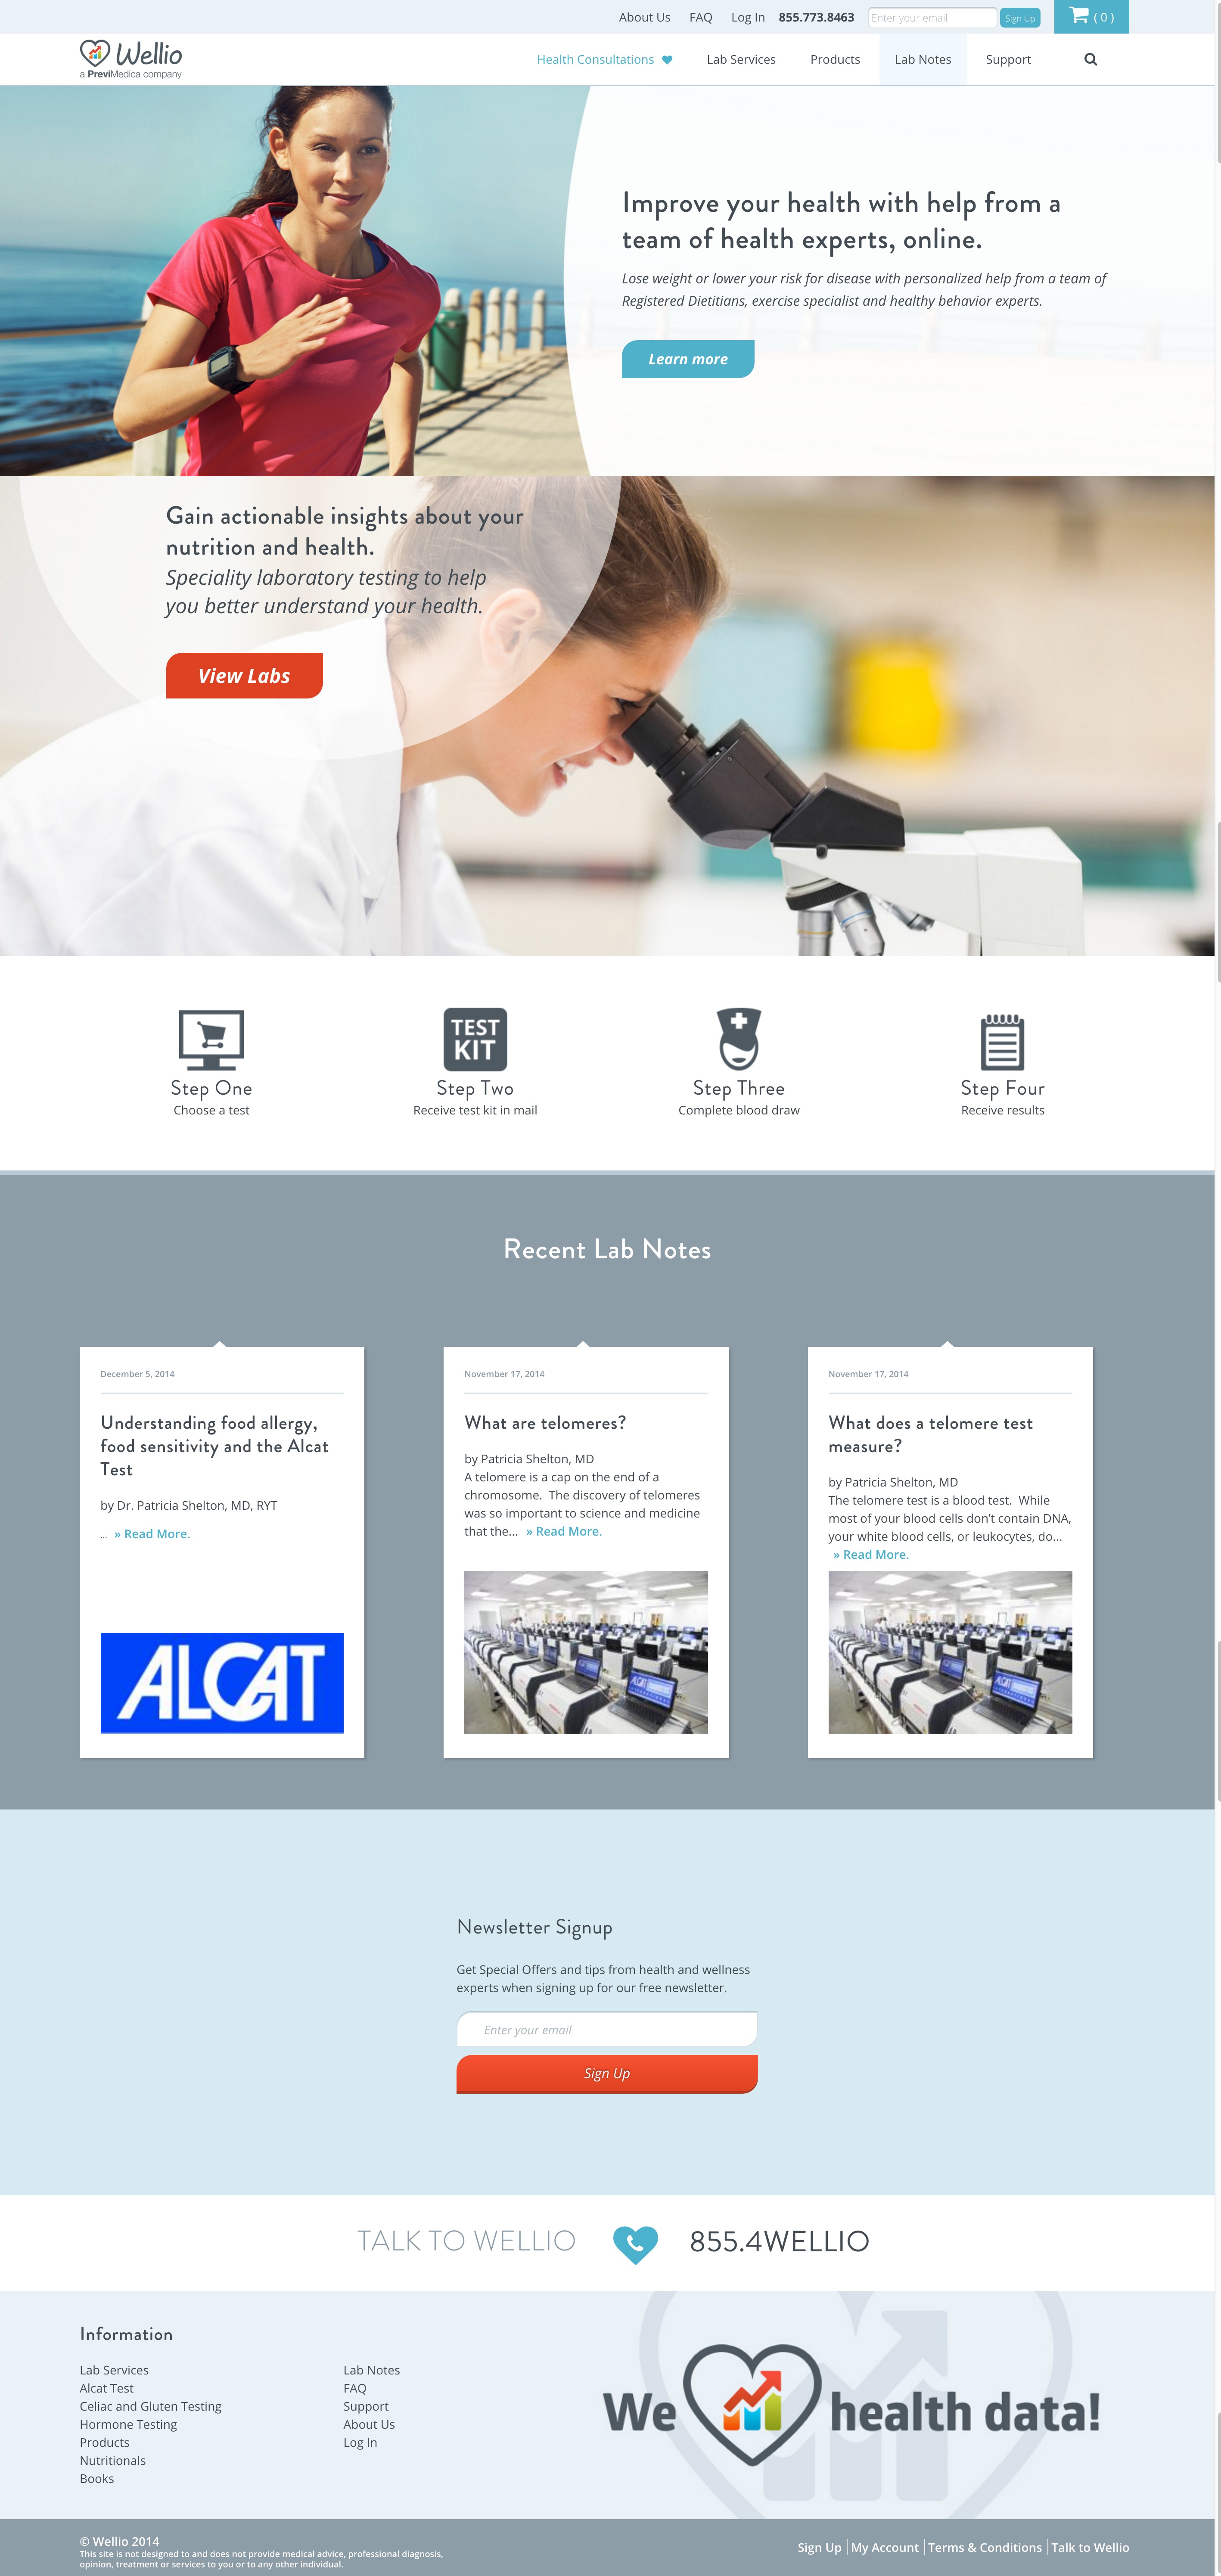 About Us FAQ Log In 855.773.8463 Enter your email Sign Up ( 0 )
Wellio
a PreviMedica company
Health Consultations Lab Services Products Lab Notes Support
Improve your health with help from a
team of health experts, online.
Lose weight or lower your risk for disease with personalized help from a team of
Registered Dietitians, exercise specialist and healthy behavior experts.
Learn more
Gain actionable insights about your
nutrition and health.
Speciality laboratory testing to help
you better understand your health.
View Labs
TEST
KIT
Step One
Choose a test
Step Two
Receive test kit in mail
Step Three
Complete blood draw
Step Four
Receive results
Recent Lab Notes
December 5, 2014
Understanding food allergy,
food sensitivity and the Alcat
Test
by Dr. Patricia Shelton, MD, RYT
... » Read More.
ALCAT
November 17, 2014
What are telomeres?
by Patricia Shelton, MD
A telomere is a cap on the end of a
chromosome. The discovery of telomeres
was so important to science and medicine
that the... » Read More.
ALCAT
November 17, 2014
What does a telomere test
measure?
by Patricia Shelton, MD
The telomere test is a blood test. While
most of your blood cells don't contain DNA,
your white blood cells, or leukocytes, do...
» Read More.
ALCAT
Newsletter Signup
Get Special Offers and tips from health and wellness
experts when signing up for our free newsletter.
Enter your email
Sign Up
TALK TO WELLIO 855.4WELLIO
Information
Lab Services
Alcat Test
Celiac and Gluten Testing
Hormone Testing
Products
Nutritionals
Books
Lab Notes
FAQ
Support
About Us
Log In
We health data!
© Wellio 2014
This site is not designed to and does not provide medical advice, professional diagnosis,
opinion, treatment or services to you or to any other individual.
Sign Up My Account Terms & Conditions Talk to Wellio